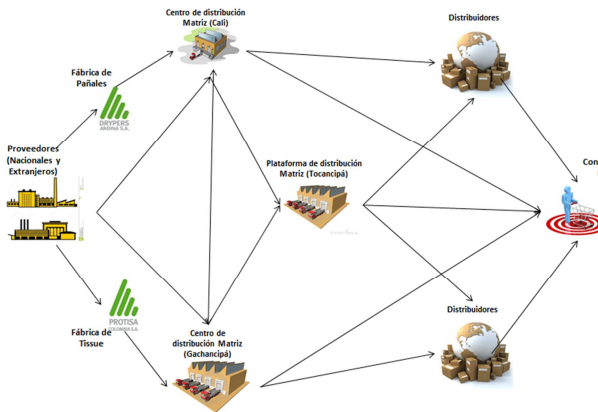 Centro de distribución
Matriz (Cali)
Distribuidores
Fábrica de
Pañales
DRYPERS
ANDINA S.A.
Proveedores
(Nacionales y
Extranjeros)
Plataforma de distribución
Matriz (Tocancipá)
Con
PROTISA
COLOMBIA S.A.
Fábrica de
Tissue
Centro de
distribución Matriz
(Gachancipá)
Distribuidores